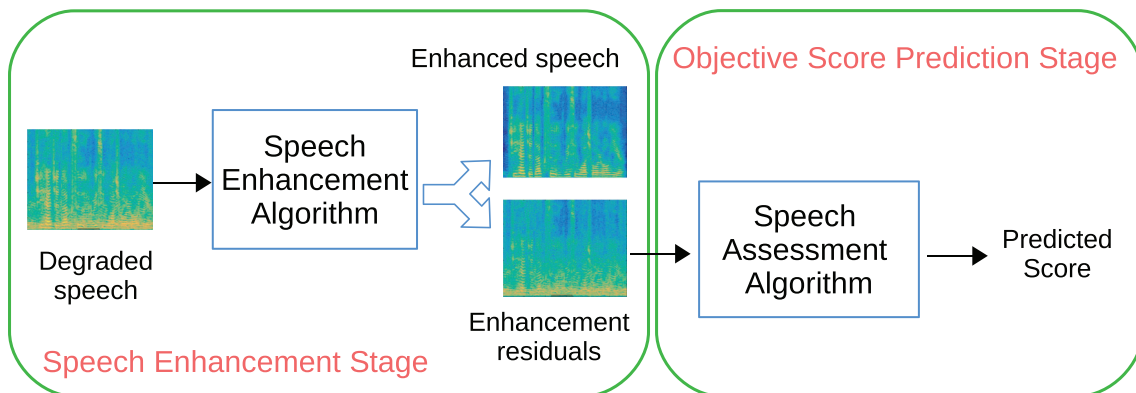 Enhanced speech
Objective Score Prediction Stage
Speech
Enhancement
Algorithm
Degraded
speech
Speech
Assessment
Algorithm
Predicted
Score
Enhancement
residuals
Speech Enhancement Stage